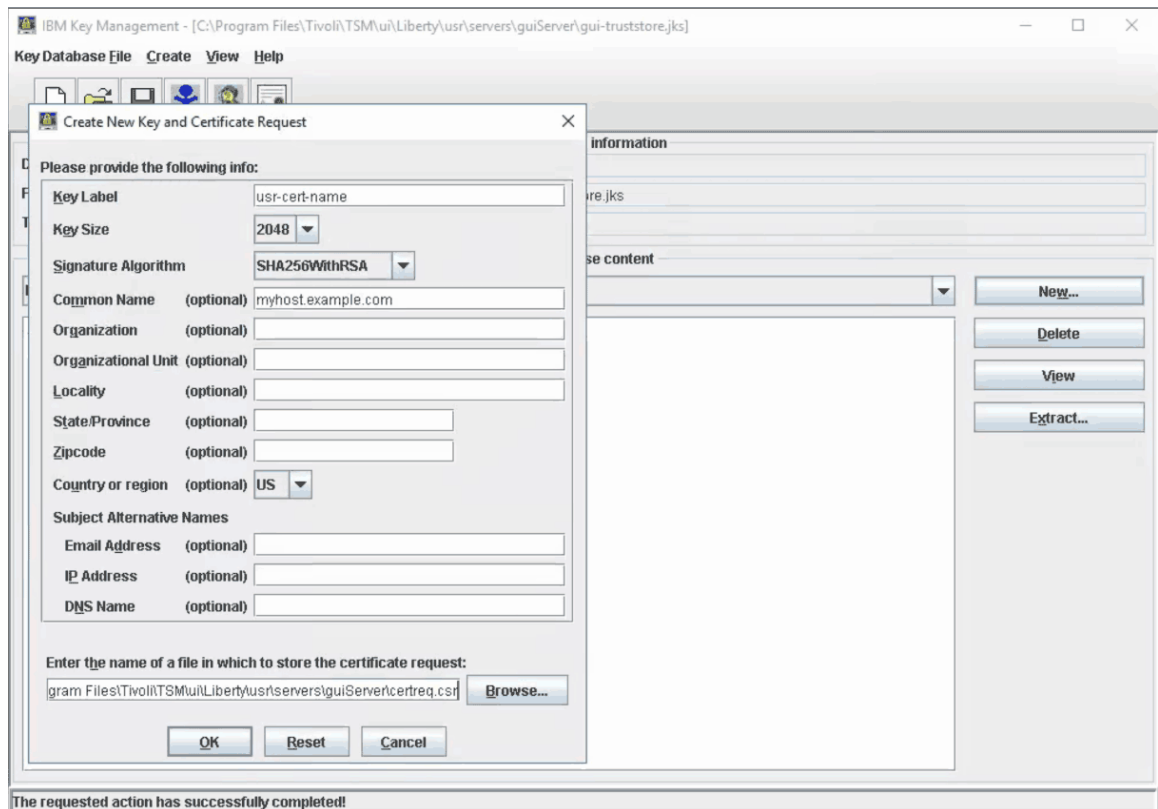 IBM Key Management - [C:\Program Files\Tivoli\TSM\ui\Liberty\usr\servers\guiServer\gui-truststore.jks]
Key Database File Create View Help
Create New Key and Certificate Request
information
Please provide the following info:
Key Label usr-cert-name
Key Size 2048
Signature Algorithm SHA256WithRSA
Common Name (optional) myhost.example.com
Organization (optional)
Organizational Unit (optional)
Locality (optional)
State/Province (optional)
Zipcode (optional)
Country or region (optional) US
Subject Alternative Names
Email Address (optional)
IP Address (optional)
DNS Name (optional)
Enter the name of a file in which to store the certificate request:
gram Files\Tivoli\TSM\ui\Liberty\usr\servers\guiServer\certreq.csr Browse...
OK Reset Cancel
re.jks
se content
New...
Delete
View
Extract...
The requested action has successfully completed!